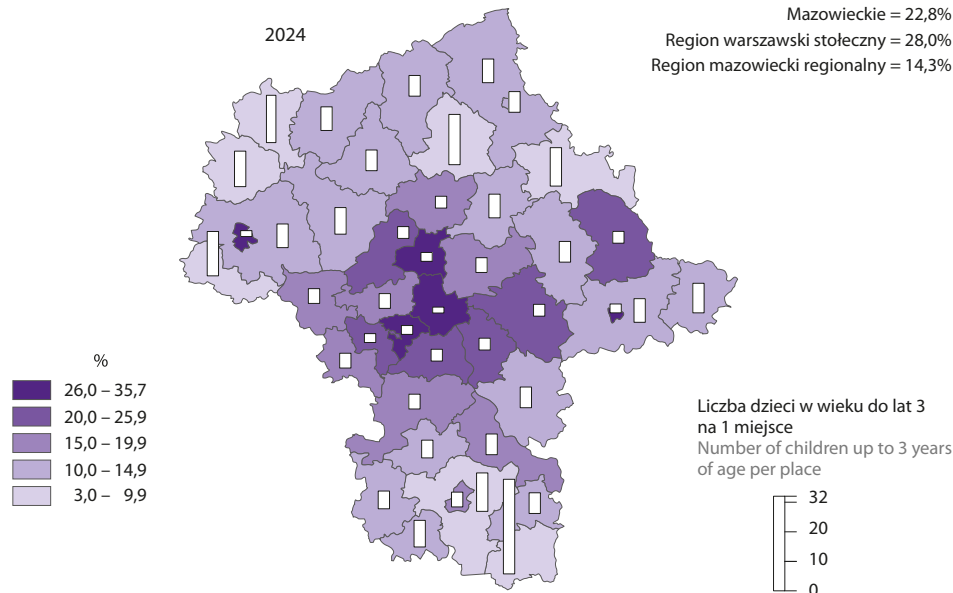 2024
Mazowieckie = 22,8%
Region warszawski stołeczny = 28,0%
Region mazowiecki regionalny = 14,3%
%
26,0 – 35,7
20,0 – 25,9
15,0 – 19,9
10,0 – 14,9
3,0 – 9,9
Liczba dzieci w wieku do lat 3
na 1 miejsce
Number of children up to 3 years
of age per place
32
20
10
0